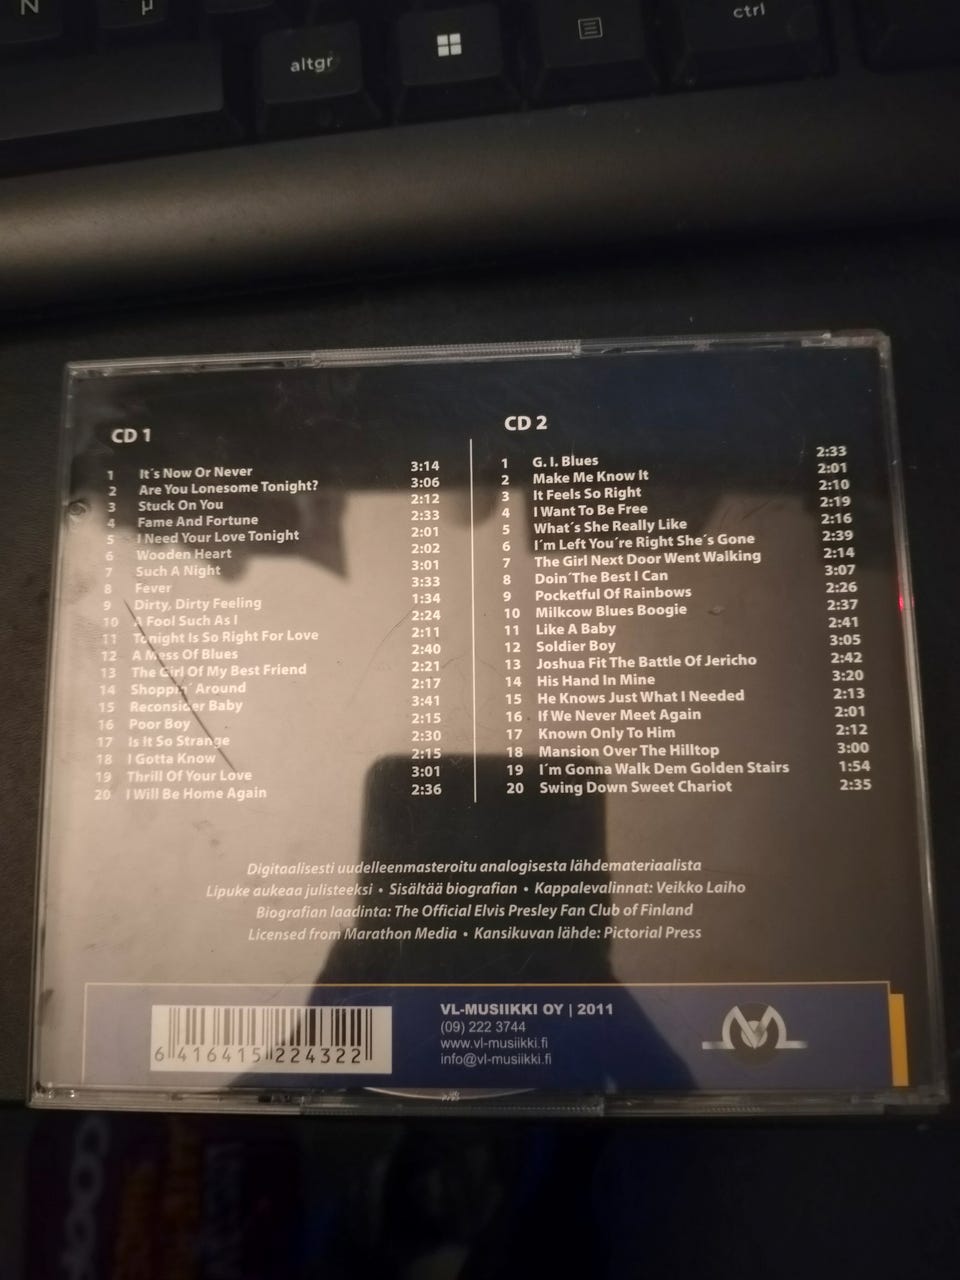 N
µ
altgr
ctrl
CD 1
1 It´s Now Or Never 3:14
2 Are You Lonesome Tonight? 3:06
3 Stuck On You 2:12
4 Fame And Fortune 2:33
5 I Need Your Love Tonight 2:01
6 Wooden Heart 2:02
7 Such A Night 3:01
8 Fever 3:33
9 Dirty, Dirty Feeling 1:34
10 A Fool Such As I 2:24
11 Tonight Is So Right For Love 2:11
12 A Mess Of Blues 2:40
13 The Girl Of My Best Friend 2:21
14 Shoppin´ Around 2:17
15 Reconsider Baby 3:41
16 Poor Boy 2:15
17 Is It So Strange 2:30
18 I Gotta Know 2:15
19 Thrill Of Your Love 3:01
20 I Will Be Home Again 2:36
CD 2
1 G. I. Blues 2:33
2 Make Me Know It 2:01
3 It Feels So Right 2:10
4 I Want To Be Free 2:19
5 What´s She Really Like 2:16
6 I´m Left You´re Right She´s Gone 2:39
7 The Girl Next Door Went Walking 2:14
8 Doin´The Best I Can 3:07
9 Pocketful Of Rainbows 2:26
10 Milkcow Blues Boogie 2:37
11 Like A Baby 2:41
12 Soldier Boy 3:05
13 Joshua Fit The Battle Of Jericho 2:42
14 His Hand In Mine 3:20
15 He Knows Just What I Needed 2:13
16 If We Never Meet Again 2:01
17 Known Only To Him 2:12
18 Mansion Over The Hilltop 3:00
19 I´m Gonna Walk Dem Golden Stairs 1:54
20 Swing Down Sweet Chariot 2:35
Digitaalisesti uudelleenmasteroitu analogisesta lähdemateriaalista
Lipuke aukeaa julisteeksi • Sisältää biografian • Kappalevalinnat: Veikko Laiho
Biografian laadinta: The Official Elvis Presley Fan Club of Finland
Licensed from Marathon Media • Kansikuvan lähde: Pictorial Press
6 416415 224322
VL-MUSIIKKI OY | 2011
(09) 222 3744
www.vl-musiikki.fi
info@vl-musiikki.fi